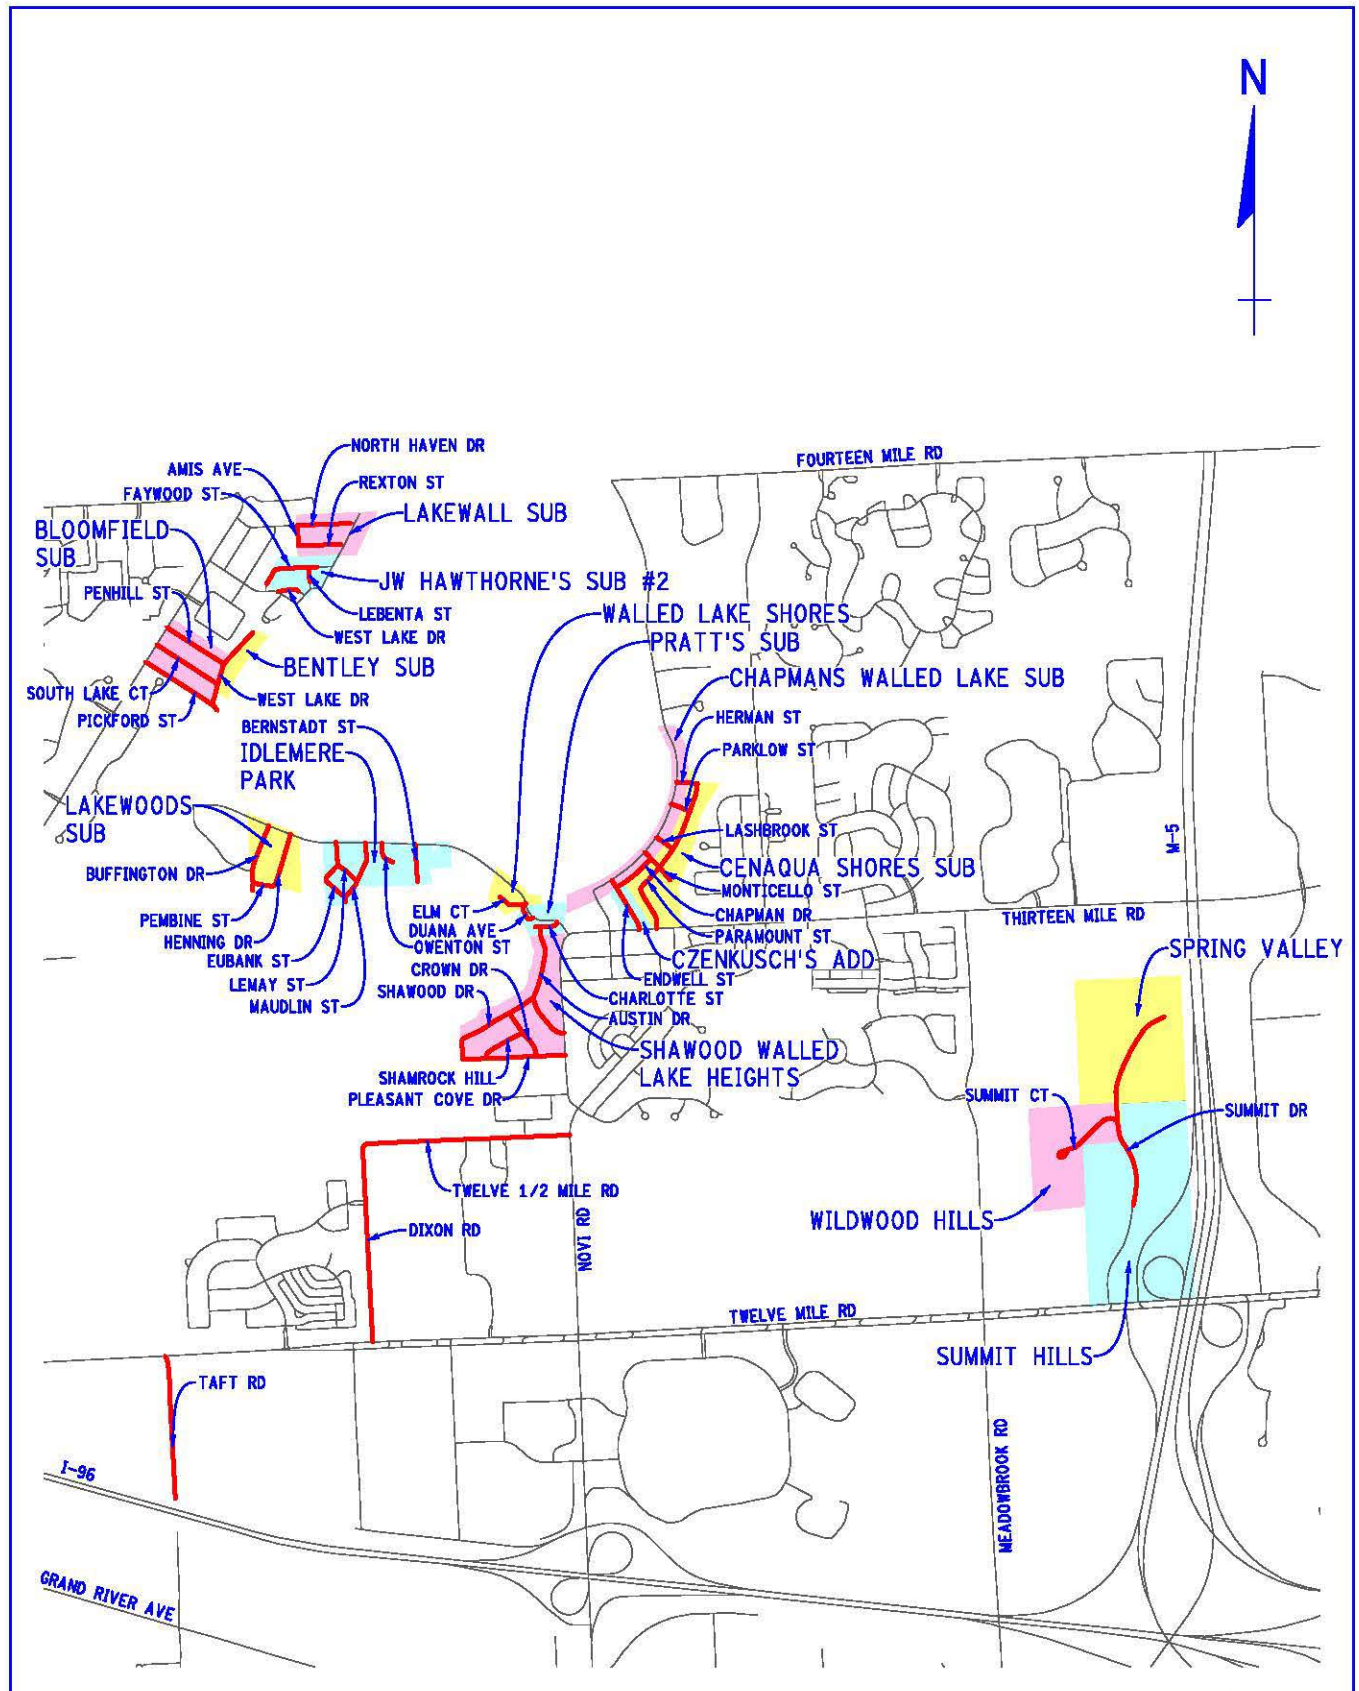 N
NORTH HAVEN DR
FOURTEEN MILE RD
AMIS AVE
REXTON ST
FAYWOOD ST
LAKEWALL SUB
BLOOMFIELD
SUB
JW HAWTHORNE'S SUB #2
PENHILL ST
LEBENTA ST
WALLED LAKE SHORES
WEST LAKE DR
PRATT'S SUB
BENTLEY SUB
CHAPMANS WALLED LAKE SUB
SOUTH LAKE CT
WEST LAKE DR
PICKFORD ST
HERMAN ST
BERNSTADT ST
IDLEMERE
PARK
PARKLOW ST
LAKEWOODS
SUB
LASHBROOK ST
M-5
BUFFINGTON DR
CENAQUA SHORES SUB
MONTICELLO ST
ELM CT
CHAPMAN DR
THIRTEEN MILE RD
PEMBINE ST
DUANA AVE
PARAMOUNT ST
HENNING DR
OWENTON ST
SPRING VALLEY
EUBANK ST
CZENKUSCH'S ADD
CROWN DR
ENDWELL ST
LEMAY ST
SHAWOOD DR
CHARLOTTE ST
MAUDLIN ST
AUSTIN DR
SHAWOOD WALLED
LAKE HEIGHTS
SHAMROCK HILL
PLEASANT COVE DR
SUMMIT CT
SUMMIT DR
TWELVE 1/2 MILE RD
WILDWOOD HILLS
DIXON RD
NOVI RD
TWELVE MILE RD
SUMMIT HILLS
TAFT RD
I-96
MEADOWBROOK RD
GRAND RIVER AVE